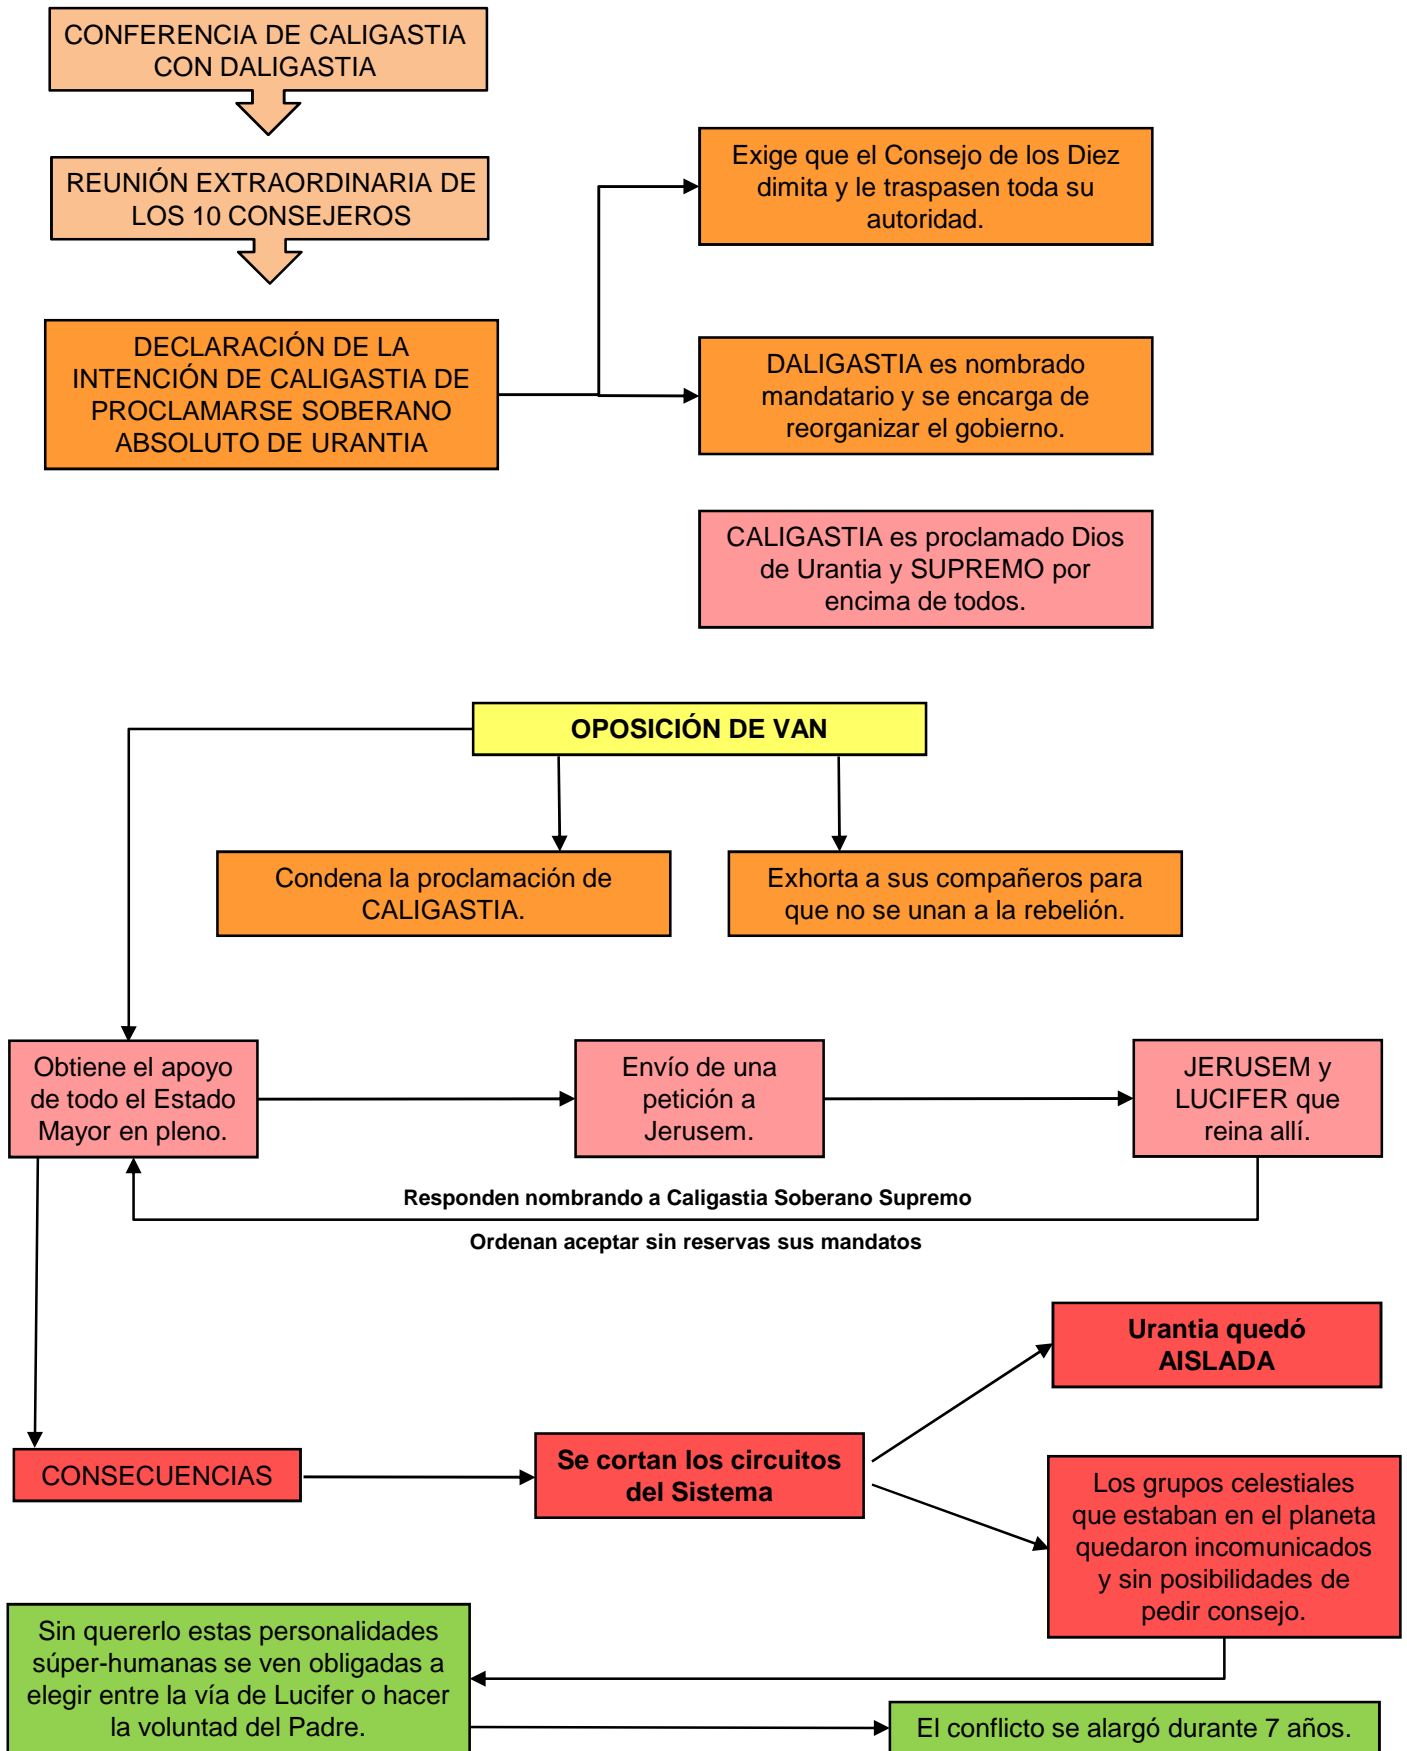 CONFERENCIA DE CALIGASTIA
CON DALIGASTIA
REUNIÓN EXTRAORDINARIA DE
LOS 10 CONSEJEROS
Exige que el Consejo de los Diez
dimita y le traspasen toda su
autoridad.
DECLARACIÓN DE LA
INTENCIÓN DE CALIGASTIA DE
PROCLAMARSE SOBERANO
ABSOLUTO DE URANTIA
DALIGASTIA es nombrado
mandatario y se encarga de
reorganizar el gobierno.
CALIGASTIA es proclamado Dios
de Urantia y SUPREMO por
encima de todos.
OPOSICIÓN DE VAN
Condena la proclamación de
CALIGASTIA.
Exhorta a sus compañeros para
que no se unan a la rebelión.
Obtiene el apoyo
de todo el Estado
Mayor en pleno.
Envío de una
petición a
Jerusem.
JERUSEM y
LUCIFER que
reina allí.
Responden nombrando a Caligastia Soberano Supremo
Ordenan aceptar sin reservas sus mandatos
CONSECUENCIAS
Se cortan los circuitos
del Sistema
Urantia quedó
AISLADA
Los grupos celestiales
que estaban en el planeta
quedaron incomunicados
y sin posibilidades de
pedir consejo.
Sin quererlo estas personalidades
súper-humanas se ven obligadas a
elegir entre la vía de Lucifer o hacer
la voluntad del Padre.
El conflicto se alargó durante 7 años.